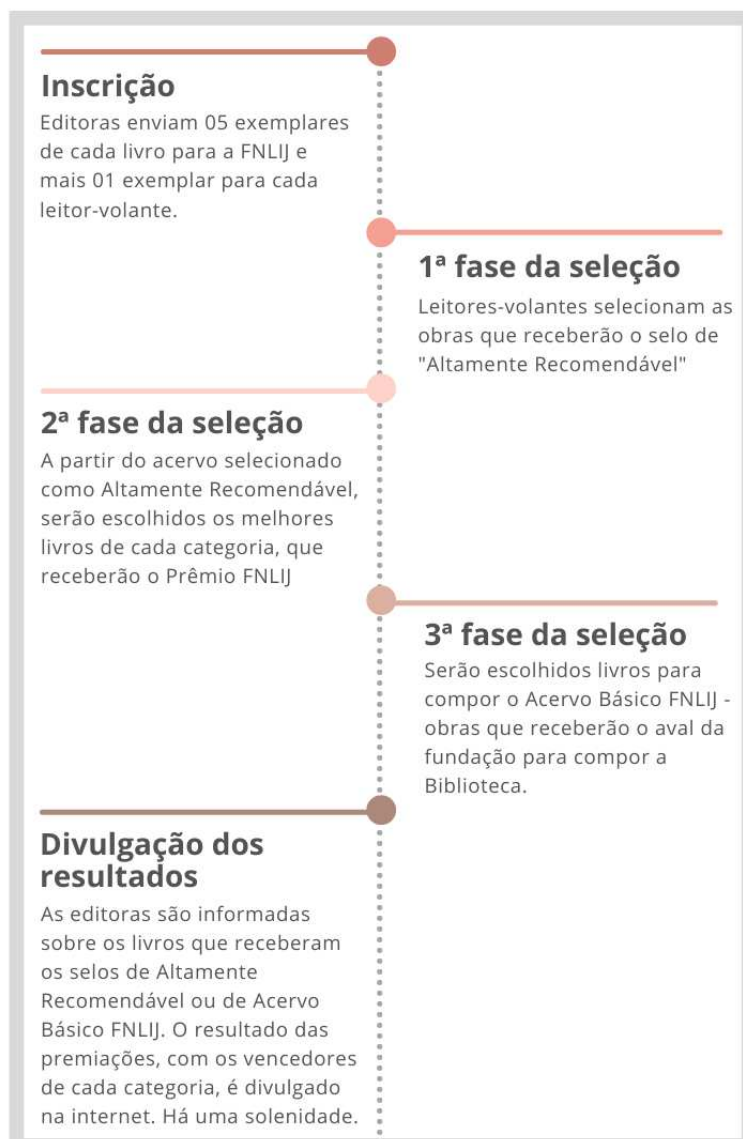 Inscrição
Editoras enviam 05 exemplares
de cada livro para a FNLIJ e
mais 01 exemplar para cada
leitor-volante.
1ª fase da seleção
Leitores-volantes selecionam as
obras que receberão o selo de
"Altamente Recomendável"
2ª fase da seleção
A partir do acervo selecionado
como Altamente Recomendável,
serão escolhidos os melhores
livros de cada categoria, que
receberão o Prêmio FNLIJ
3ª fase da seleção
Serão escolhidos livros para
compor o Acervo Básico FNLIJ -
obras que receberão o aval da
fundação para compor a
Biblioteca.
Divulgação dos
resultados
As editoras são informadas
sobre os livros que receberam
os selos de Altamente
Recomendável ou de Acervo
Básico FNLIJ. O resultado das
premiações, com os vencedores
de cada categoria, é divulgado
na internet. Há uma solenidade.